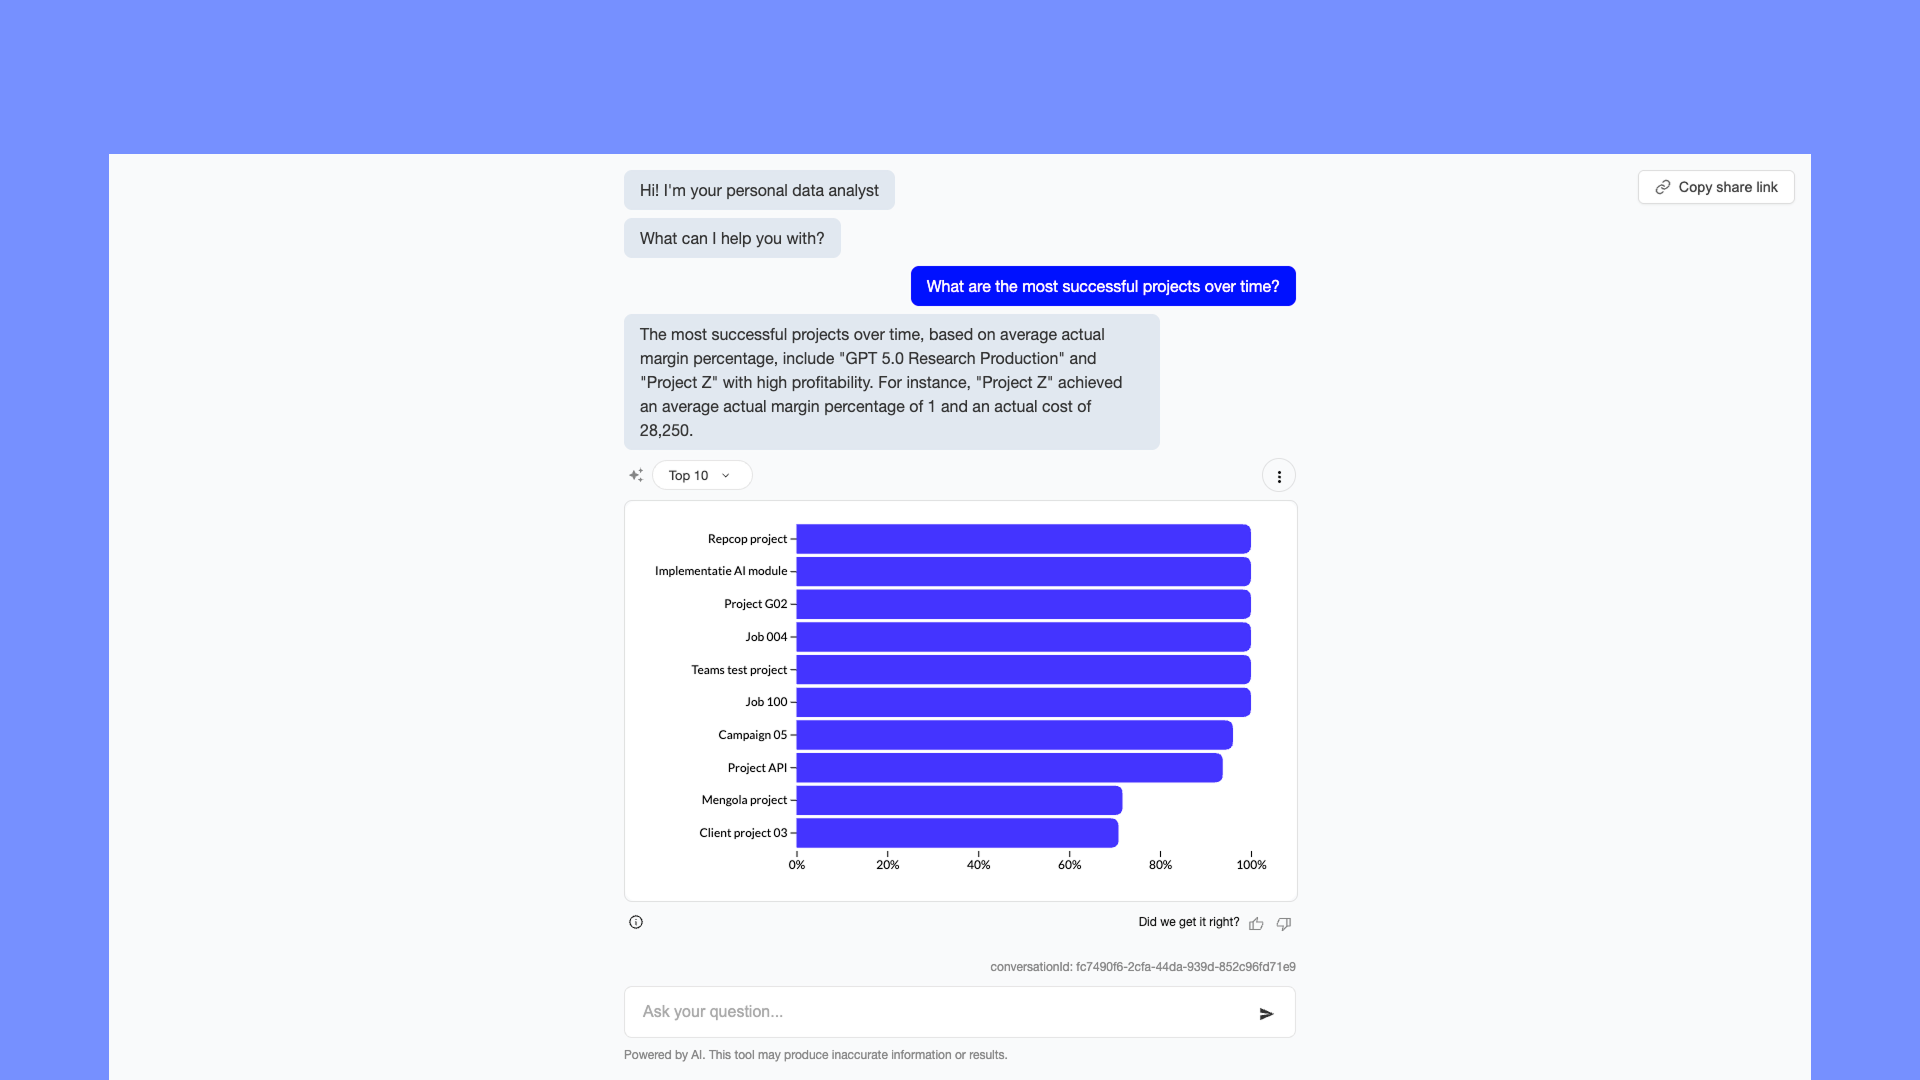 Hi! I'm your personal data analyst
Copy share link
What can I help you with?
What are the most successful projects over time?
The most successful projects over time, based on average actual
margin percentage, include "GPT 5.0 Research Production" and
"Project Z" with high profitability. For instance, "Project Z" achieved
an average actual margin percentage of 1 and an actual cost of
28,250.
Top 10
Repcop project
Implementatie AI module
Project G02
Job 004
Teams test project
Job 100
Campaign 05
Project API
Mengola project
Client project 03
0% 20% 40% 60% 80% 100%
Did we get it right?
conversationId: fc7490f6-2cfa-44da-939d-852c96fd71e9
Ask your question...
Powered by AI. This tool may produce inaccurate information or results.